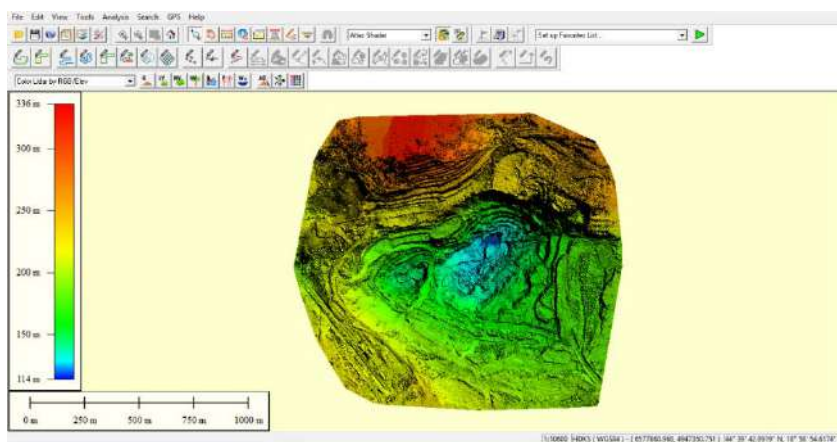 File Edit View Tools Analysis Search GPS Help
Atlas Shader
Set up Favorites List...
Color Lidar by RGB/Elev
336 m
300 m
250 m
200 m
150 m
114 m
0 m 250 m 500 m 750 m 1000 m